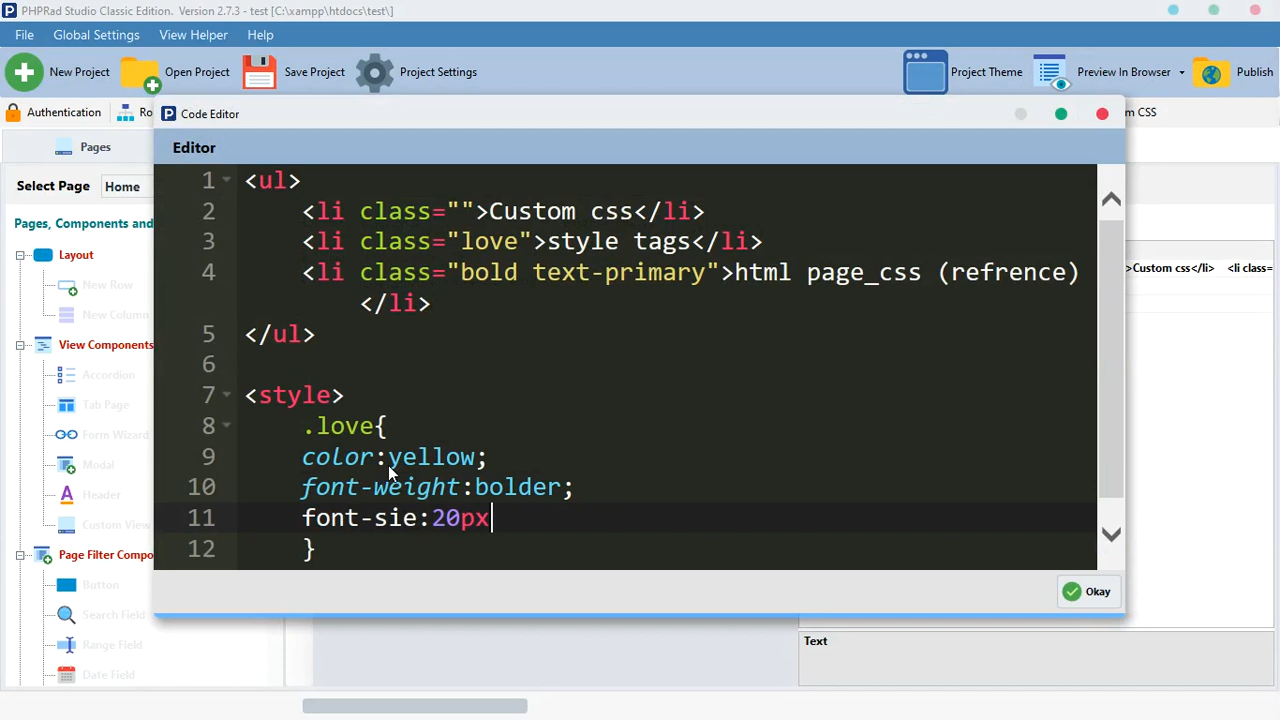 PHPRad Studio Classic Edition. Version 2.7.3 - test [C:\xampp\htdocs\test\]
File Global Settings View Helper Help
New Project Open Project Save Projec Project Settings Project Theme Preview In Browser Publish
Authentication Ro m CSS
Code Editor
Pages
Editor
Select Page Home
Pages, Components and
Layout
New Row
New Column
View Components
Accordion
Tab Page
Form Wizard
Modal
Header
Custom View
Page Filter Compo
Button
Search Field
Range Field
Date Field
1 <ul>
2 <li class="">Custom css</li>
3 <li class="love">style tags</li>
4 <li class="bold text-primary">html page_css (refrence)
</li>
5 </ul>
6
7 <style>
8 .love{
9 color:yellow;
10 font-weight:bolder;
11 font-sie:20px
12 }
>Custom css</li> <li class=
Okay
Text